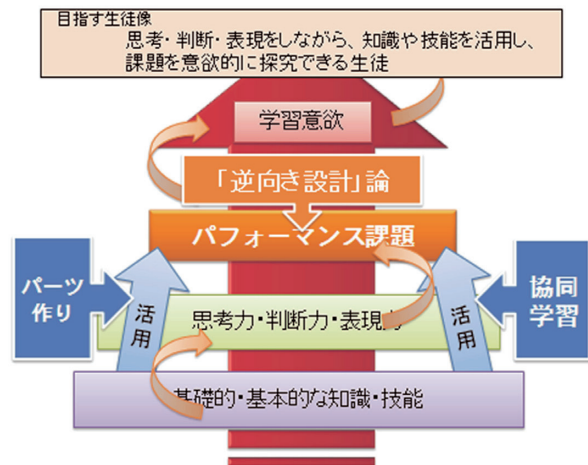 目指す生徒像
思考・判断・表現をしながら、知識や技能を活用し、
課題を意欲的に探究できる生徒
学習意欲
「逆向き設計」論
パフォーマンス課題
パーツ
作り
活用
思考力・判断力・表現力
活用
協同
学習
基礎的・基本的な知識・技能